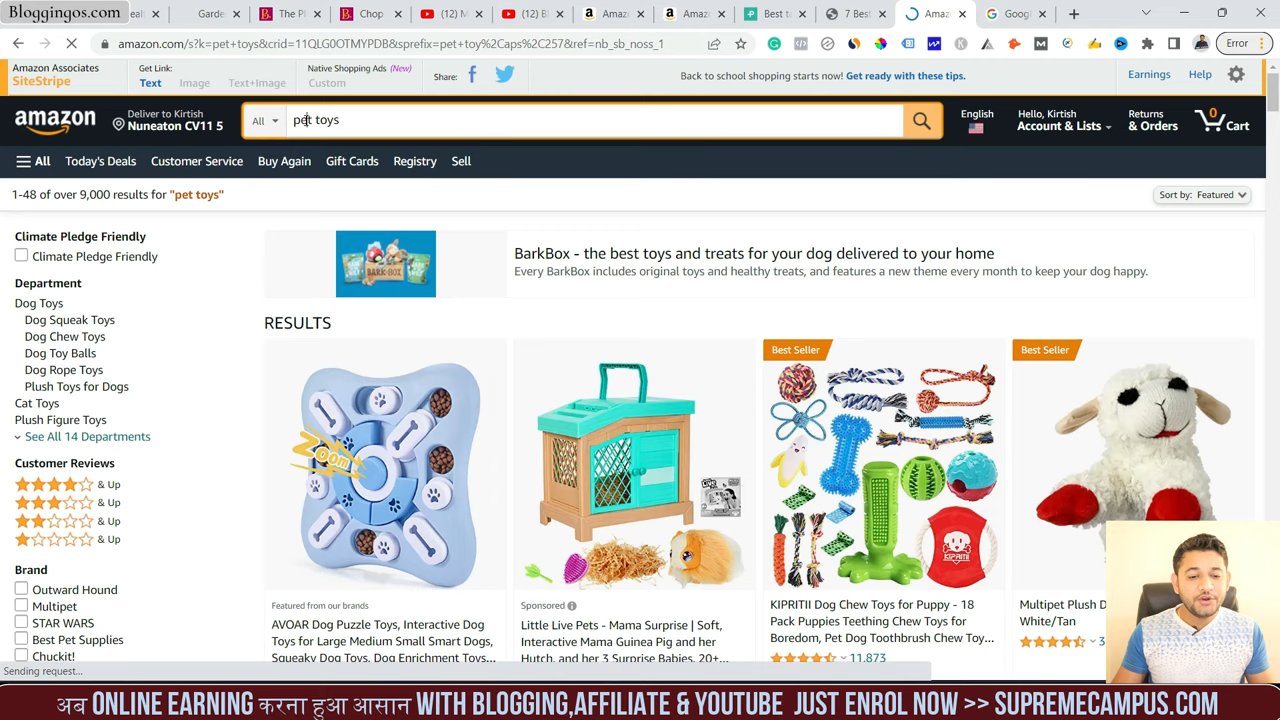 Bloggingos.com
ealt
Garde
The Pl
Chop
(12) M
(12) B
Amaz
Amaz
Best ta
7 Best
Amaz
Googl
amazon.com/s?k=pet+toys&crid=11QLG0OTMYPDB&sprefix=pet+toy%2Caps%2C257&ref=nb_sb_noss_1
Error
Amazon Associates
SiteStripe
Get Link:
Text
Image
Text+Image
Native Shopping Ads (New)
Custom
Share:
Back to school shopping starts now! Get ready with these tips.
Earnings
Help
amazon
Deliver to Kirtish
Nuneaton CV11 5
All
pet toys
English
Hello, Kirtish
Account & Lists
Returns
& Orders
0
Cart
All
Today's Deals
Customer Service
Buy Again
Gift Cards
Registry
Sell
1-48 of over 9,000 results for "pet toys"
Sort by: Featured
Climate Pledge Friendly
Climate Pledge Friendly
Department
Dog Toys
Dog Squeak Toys
Dog Chew Toys
Dog Toy Balls
Dog Rope Toys
Plush Toys for Dogs
Cat Toys
Plush Figure Toys
See All 14 Departments
Customer Reviews
& Up
& Up
& Up
& Up
Brand
Outward Hound
Multipet
STAR WARS
Best Pet Supplies
Chuckit!
Sending request...
BARKBOX
BarkBox - the best toys and treats for your dog delivered to your home
Every BarkBox includes original toys and healthy treats, and features a new theme every month to keep your dog happy.
RESULTS
Zoom
Featured from our brands
AVOAR Dog Puzzle Toys, Interactive Dog
Toys for Large Medium Small Smart Dogs,
Squeaky Dog Toys, Dog Enrichment Toys...
Sponsored
Little Live Pets - Mama Surprise | Soft,
Interactive Mama Guinea Pig and her
Hutch, and her 3 Surprise Babies. 20+...
Best Seller
KIPRITII
KIPRITII Dog Chew Toys for Puppy - 18
Pack Puppies Teething Chew Toys for
Boredom, Pet Dog Toothbrush Chew Toy...
11,873
Best Seller
Multipet Plush D
White/Tan
3
अब ONLINE EARNING करना हुआ आसान WITH BLOGGING,AFFILIATE & YOUTUBE JUST ENROL NOW >> SUPREMECAMPUS.COM